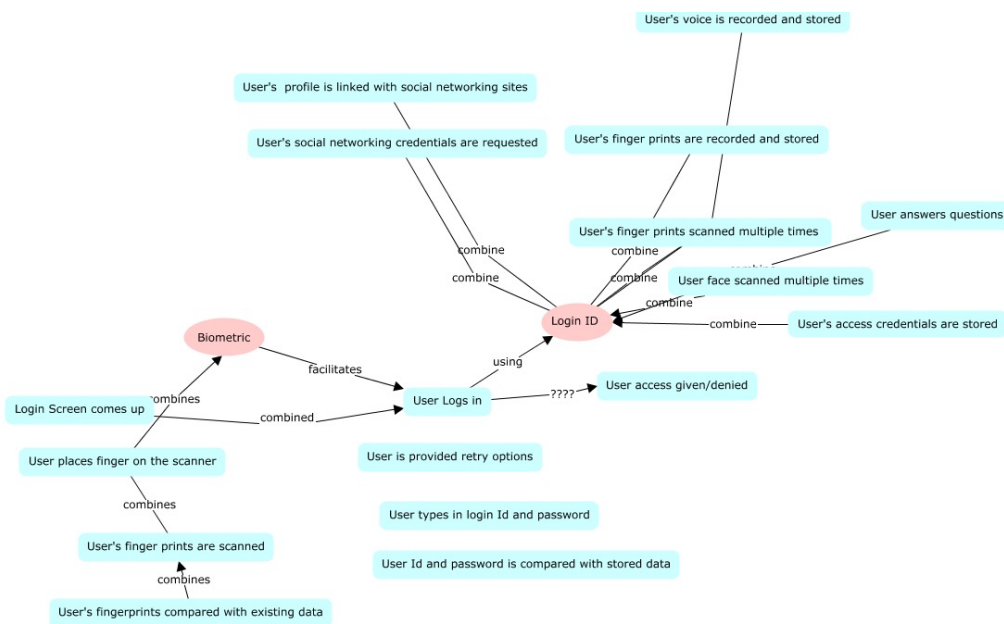 User's voice is recorded and stored
User's  profile is linked with social networking sites
User's social networking credentials are requested
User's finger prints are recorded and stored
User answers questions
User's finger prints scanned multiple times
combine
combine
combine
combine
User face scanned multiple times
combine
combine
Login ID
combine
User's access credentials are stored
Biometric
using
facilitates
User access given/denied
????
User Logs in
combines
Login Screen comes up
combined
User places finger on the scanner
User is provided retry options
combines
User types in login Id and password
User's finger prints are scanned
User Id and password is compared with stored data
combines
User's fingerprints compared with existing data